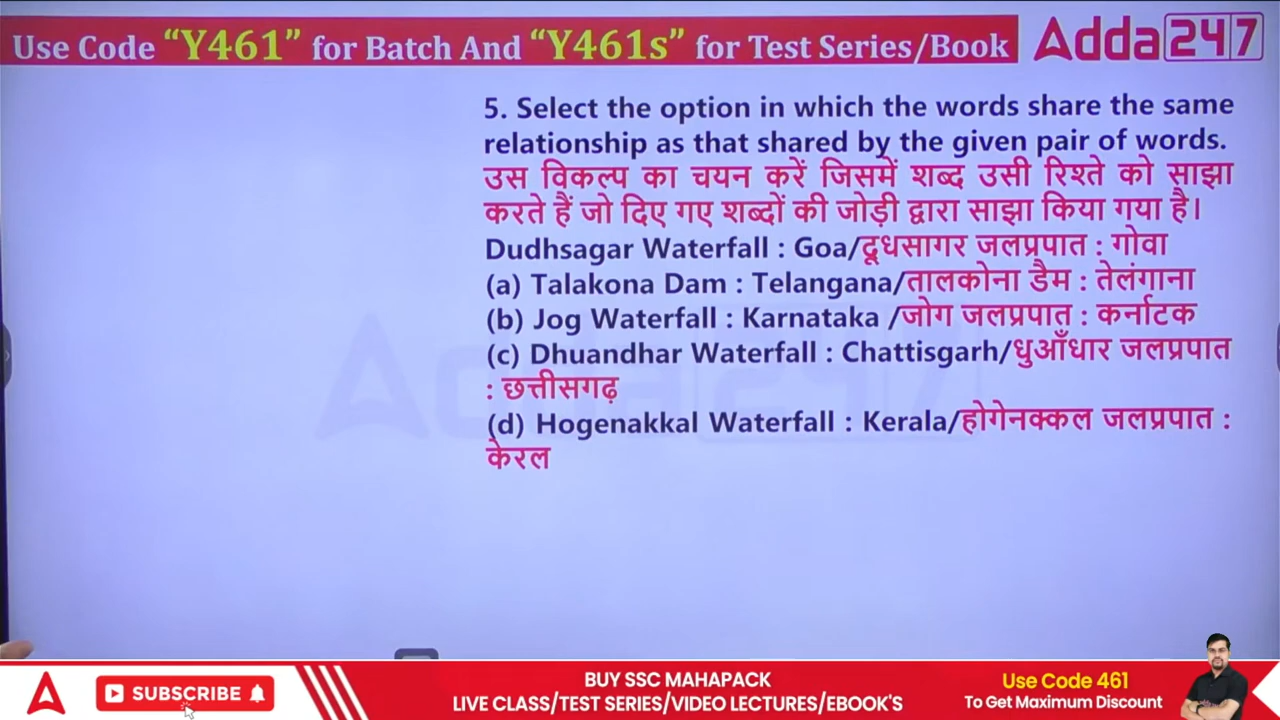 Use Code “Y461” for Batch And “Y461s” for Test Series/Book
Adda 247
5. Select the option in which the words share the same
relationship as that shared by the given pair of words.
उस विकल्प का चयन करें जिसमें शब्द उसी रिश्ते को साझा
करते हैं जो दिए गए शब्दों की जोड़ी द्वारा साझा किया गया है।
Dudhsagar Waterfall : Goa/दूधसागर जलप्रपात : गोवा
(a) Talakona Dam : Telangana/तालकोना डैम : तेलंगाना
(b) Jog Waterfall : Karnataka /जोग जलप्रपात : कर्नाटक
(c) Dhuandhar Waterfall : Chattisgarh/धुआँधार जलप्रपात
: छत्तीसगढ़
(d) Hogenakkal Waterfall : Kerala/होगेनक्कल जलप्रपात :
केरल
Adda247
SUBSCRIBE
BUY SSC MAHAPACK
LIVE CLASS/TEST SERIES/VIDEO LECTURES/EBOOK'S
Use Code 461
To Get Maximum Discount